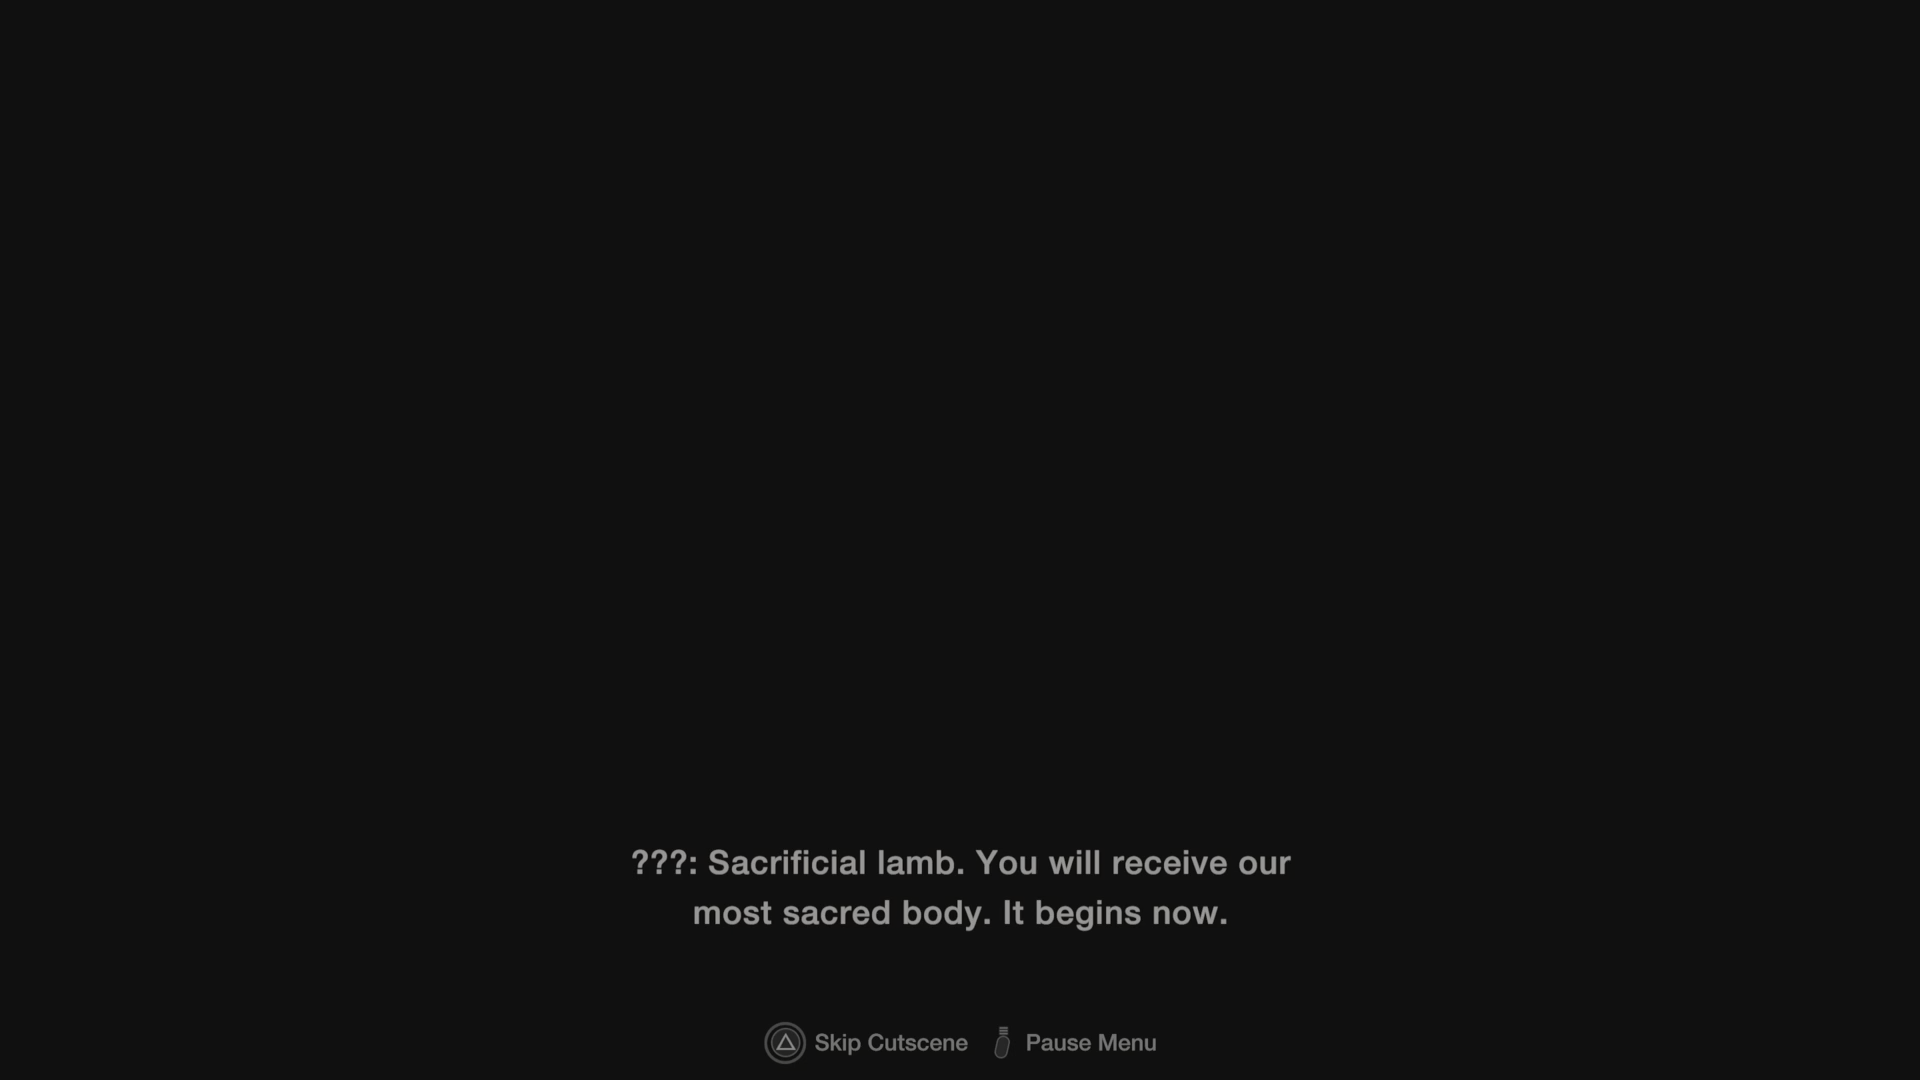 ???: Sacrificial lamb. You will receive our
most sacred body. It begins now.
Skip Cutscene Pause Menu